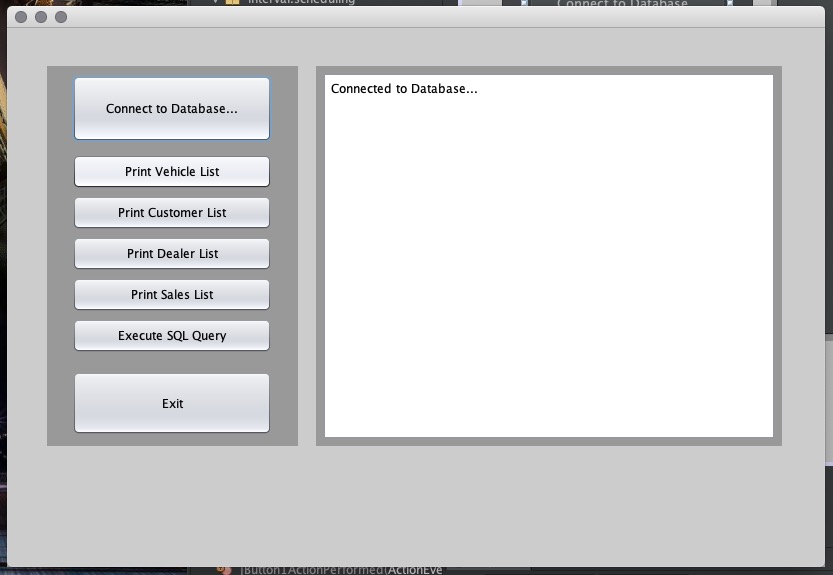 interval.scheduling
Connect to Database
Connect to Database...
Print Vehicle List
Print Customer List
Print Dealer List
Print Sales List
Execute SQL Query
Exit
Connected to Database...
jButton1ActionPerformed(ActionEve